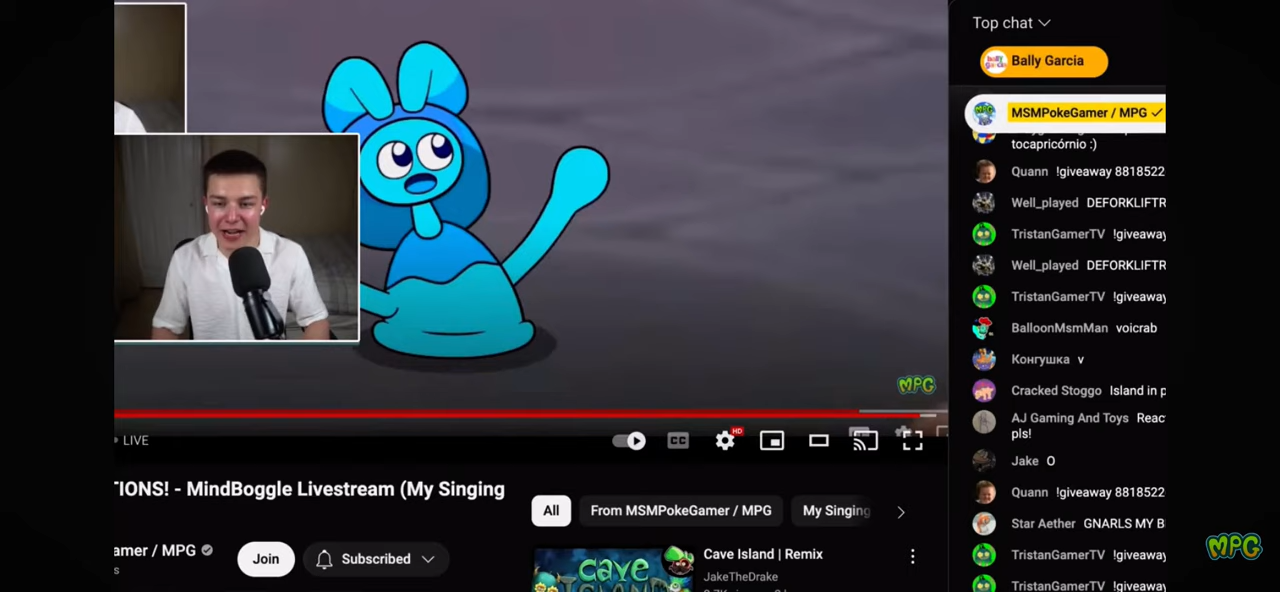 Top chat
Bally Garcia
MSMPokeGamer / MPG
tocapricórnio :)
Quann !giveaway 8818522
Well_played DEFORKLIFTR
TristanGamerTV !giveaway
Well_played DEFORKLIFTR
TristanGamerTV !giveaway
BalloonMsmMan voicrab
Конгушка v
Cracked Stoggo Island in p
AJ Gaming And Toys Reac
pls!
Jake O
Quann !giveaway 8818522
Star Aether GNARLS MY B
TristanGamerTV !giveaway
TristanGamerTV !giveaway
MPG
LIVE
CC
HD
TIONS! - MindBoggle Livestream (My Singing
amer / MPG
s
Join
Subscribed
All
From MSMPokeGamer / MPG
My Singing
Cave Island | Remix
JakeTheDrake
CAVE
MPG